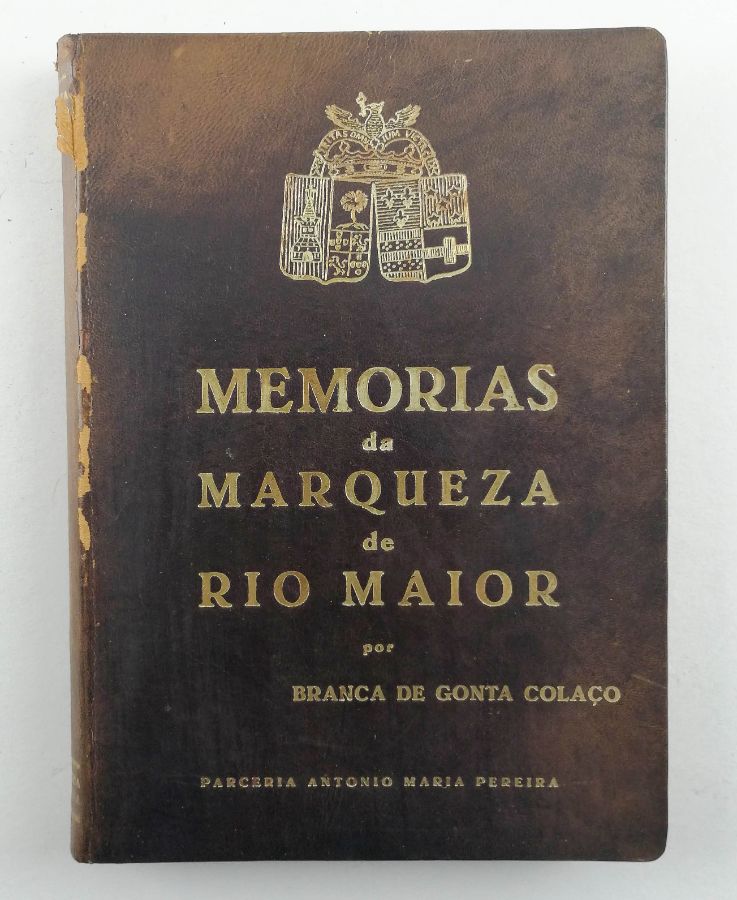 MEMORIAS
da
MARQUEZA
de
RIO MAIOR
por
BRANCA DE GONTA COLAÇO
PARCERIA ANTONIO MARIA PEREIRA